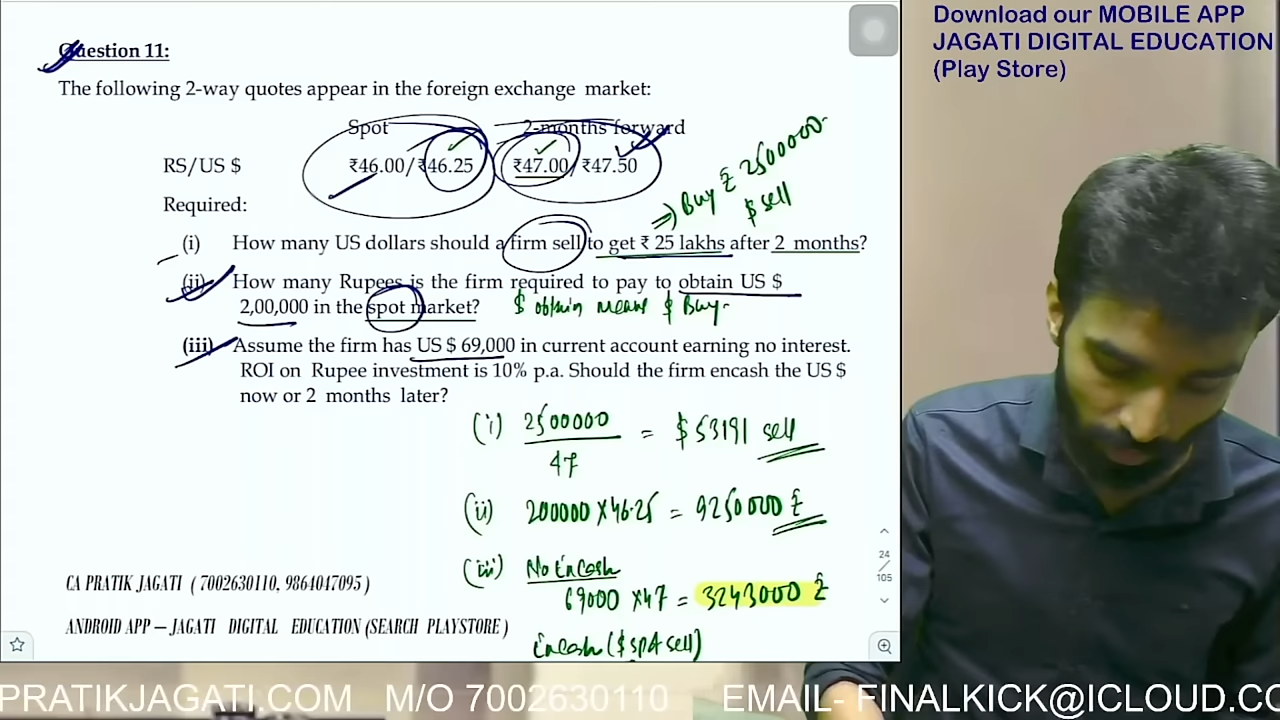 Download our MOBILE APP
JAGATI DIGITAL EDUCATION
(Play Store)
Question 11:
The following 2-way quotes appear in the foreign exchange market:
Spot 2-months forward
RS/US $ ₹46.00/₹46.25 ₹47.00/₹47.50
Required:
⇒ Buy ₹ 2500000
$ sell
(i) How many US dollars should a firm sell to get ₹ 25 lakhs after 2 months?
(ii) How many Rupees is the firm required to pay to obtain US $
2,00,000 in the spot market?
$ obtain means $ Buy
(iii) Assume the firm has US $ 69,000 in current account earning no interest.
ROI on Rupee investment is 10% p.a. Should the firm encash the US $
now or 2 months later?
(i) 2500000 / 47 = $ 53191 sell
(ii) 200000 × 46.25 = 9250000 ₹
(iii) No Encash
69000 × 47 = 3243000 ₹
Encash ($ spot sell)
24
105
CA PRATIK JAGATI ( 7002630110, 9864047095 )
ANDROID APP – JAGATI DIGITAL EDUCATION (SEARCH PLAYSTORE )
PRATIKJAGATI.COM M/O 7002630110 EMAIL- FINALKICK@ICLOUD.CO